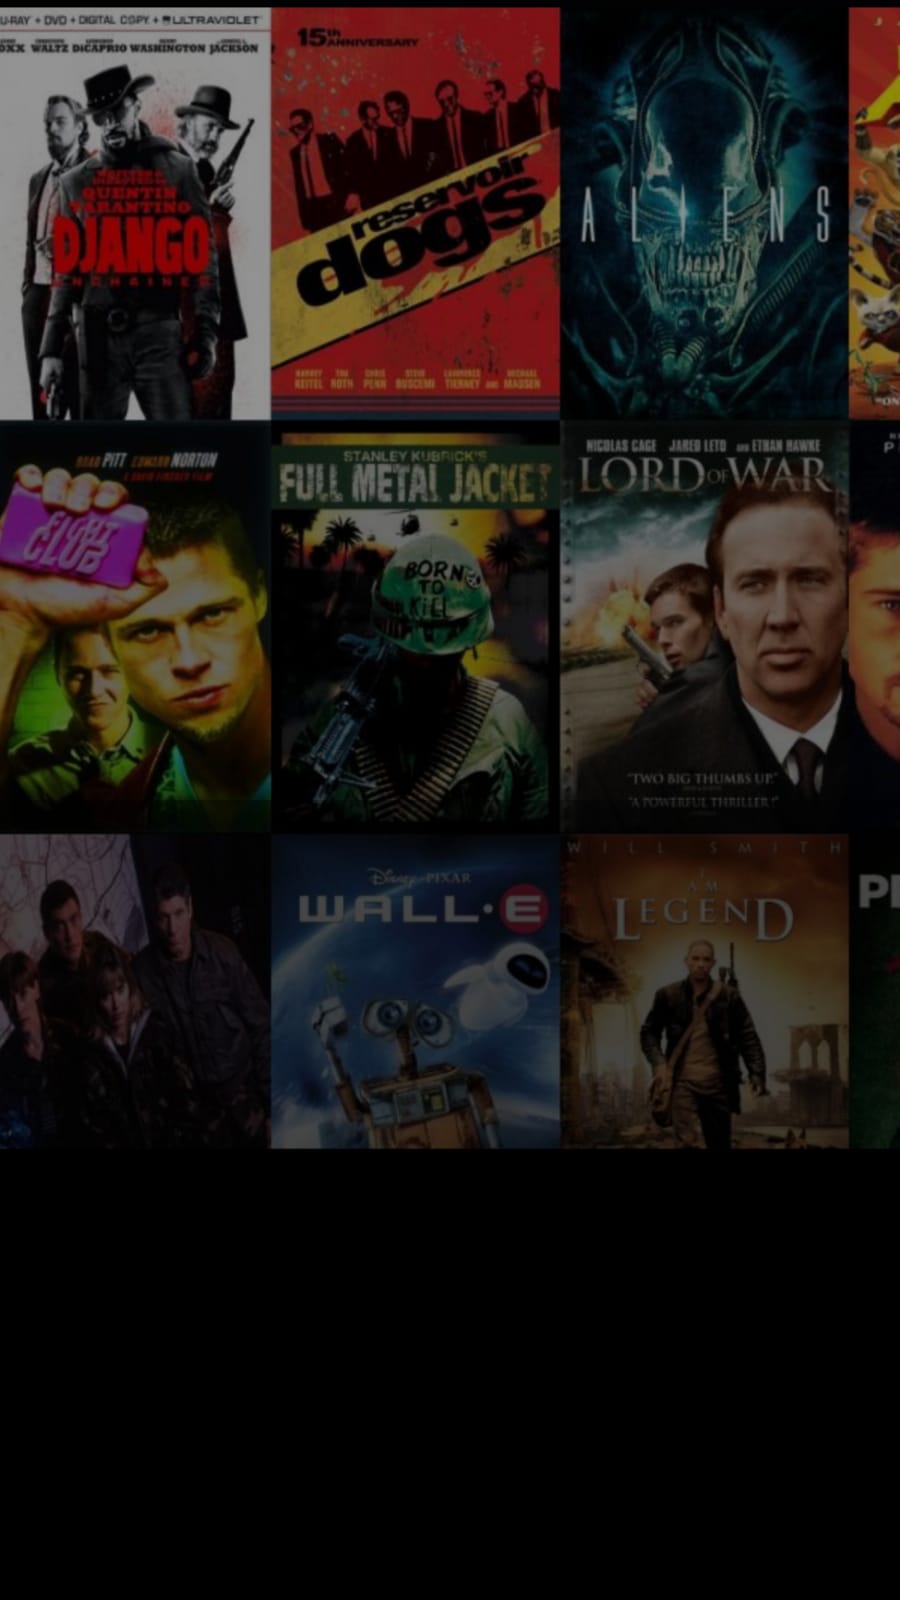 U-RAY + DVD + DIGITAL COPY + ULTRAVIOLET
OXX WALTZ DiCAPRIO WASHINGTON JACKSON
QUENTIN
TARANTINO
DJANGO
UNCHAINED
15th ANNIVERSARY
reservoir
dogs
HARVEY KEITEL TIM ROTH CHRIS PENN STEVE BUSCEMI LAWRENCE TIERNEY AND MICHAEL MADSEN
ALIENS
BRAD PITT EDWARD NORTON
A DAVID FINCHER FILM
FIGHT
CLUB
STANLEY KUBRICK'S
FULL METAL JACKET
BORN
TO
KILL
NICOLAS CAGE JARED LETO AND ETHAN HAWKE
LORD OF WAR
"TWO BIG THUMBS UP."
"A POWERFUL THRILLER!"
P
Disney·PIXAR
WALL·E
WILL SMITH
I
AM
LEGEND
P